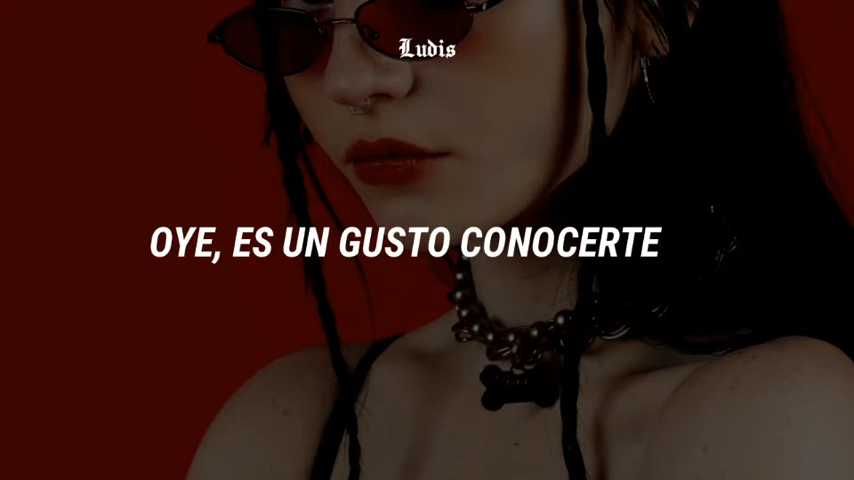 Ludis
OYE, ES UN GUSTO CONOCERTE